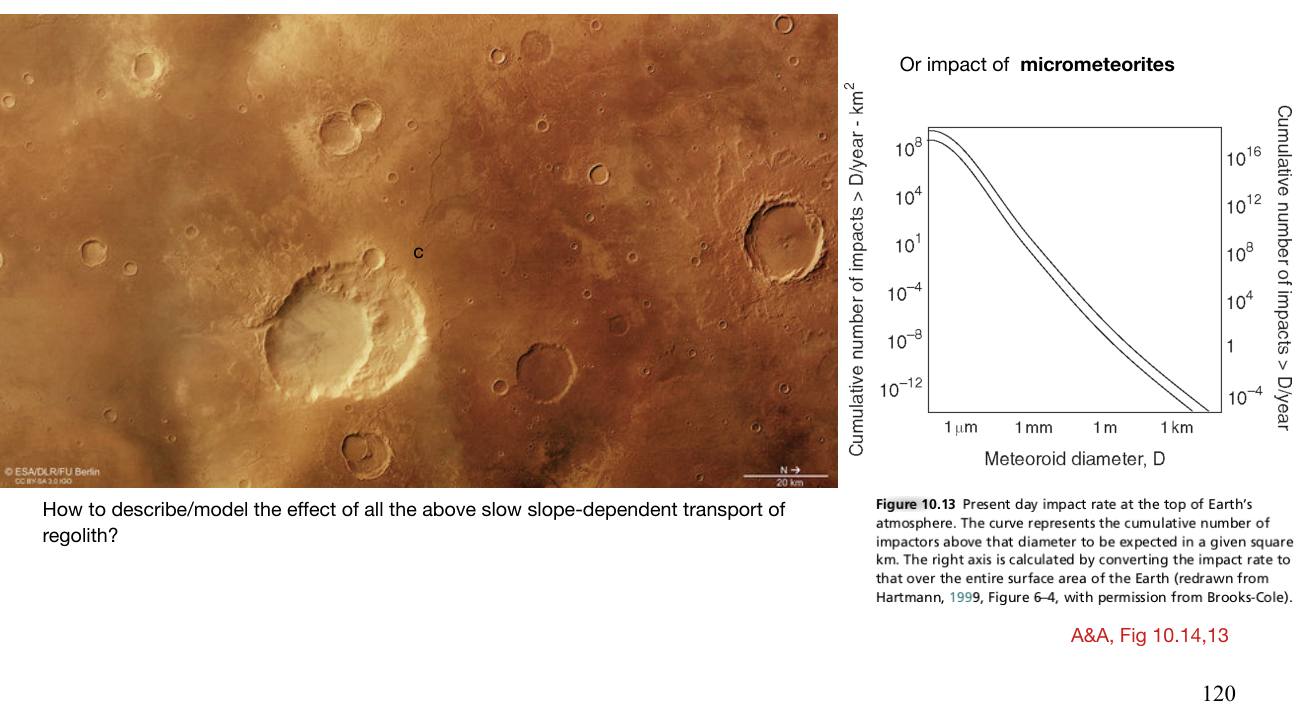 Or impact of micrometeorites
Cumulative number of impacts > D/year - km²
10⁸
10⁴
10¹
10⁻⁴
10⁻⁸
10⁻¹²
10¹⁶
10¹²
10⁸
10⁴
1
10⁻⁴
Cumulative number of impacts > D/year
1 μm 1 mm 1 m 1 km
Meteoroid diameter, D
c
© ESA/DLR/FU Berlin
CC BY-SA 3.0 IGO
N →
20 km
How to describe/model the effect of all the above slow slope-dependent transport of
regolith?
Figure 10.13 Present day impact rate at the top of Earth's
atmosphere. The curve represents the cumulative number of
impactors above that diameter to be expected in a given square
km. The right axis is calculated by converting the impact rate to
that over the entire surface area of the Earth (redrawn from
Hartmann, 1999, Figure 6–4, with permission from Brooks-Cole).
A&A, Fig 10.14,13
120